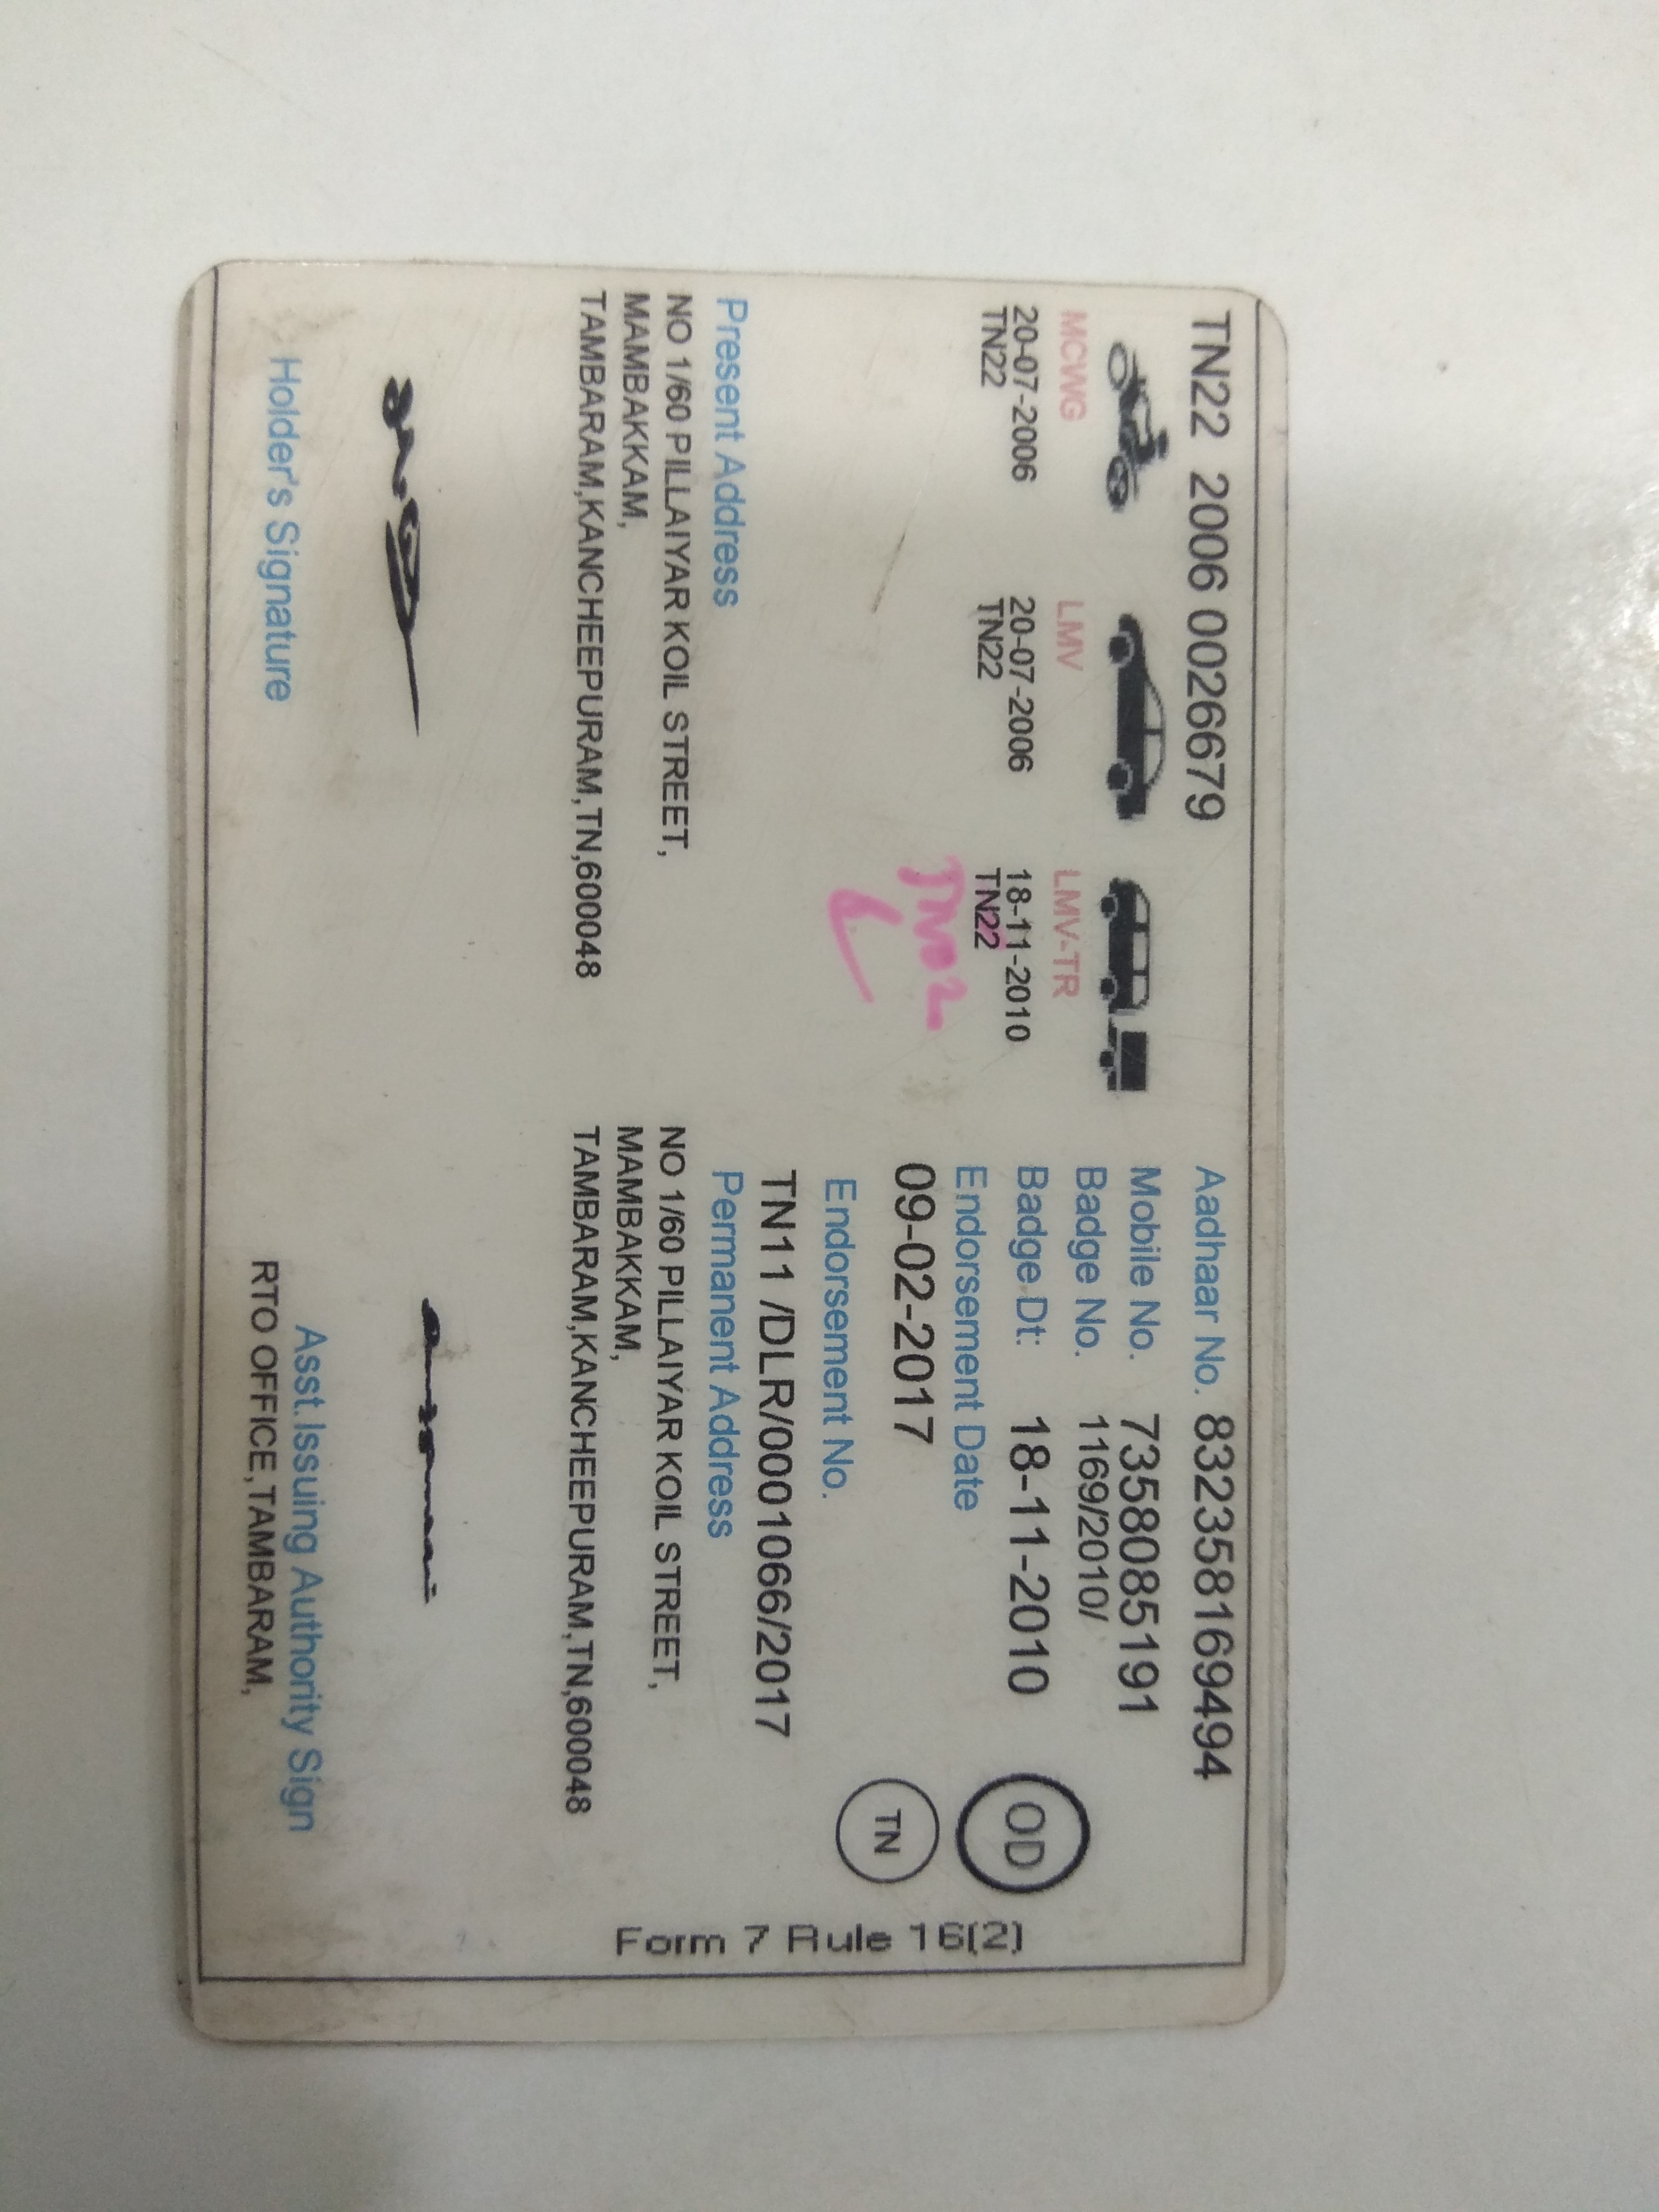 TN22 2006 0026679
MCWG
20-07-2006
TN22
LMV
20-07-2006
TN22
LMV-TR
18-11-2010
TN22
Aadhaar No. 832358169494
Mobile No. 7358085191
Badge No. 1169/2010/
Badge Dt: 18-11-2010
Endorsement Date
09-02-2017
Endorsement No.
TN11 /DLR/0001066/2017
OD
TN
Form 7 Rule 16(2)
Present Address
NO 1/60 PILLAIYAR KOIL STREET,
MAMBAKKAM,
TAMBARAM,KANCHEEPURAM,TN,600048
Permanent Address
NO 1/60 PILLAIYAR KOIL STREET,
MAMBAKKAM,
TAMBARAM,KANCHEEPURAM,TN,600048
Holder's Signature
Asst.Issuing Authority Sign
RTO OFFICE,TAMBARAM,